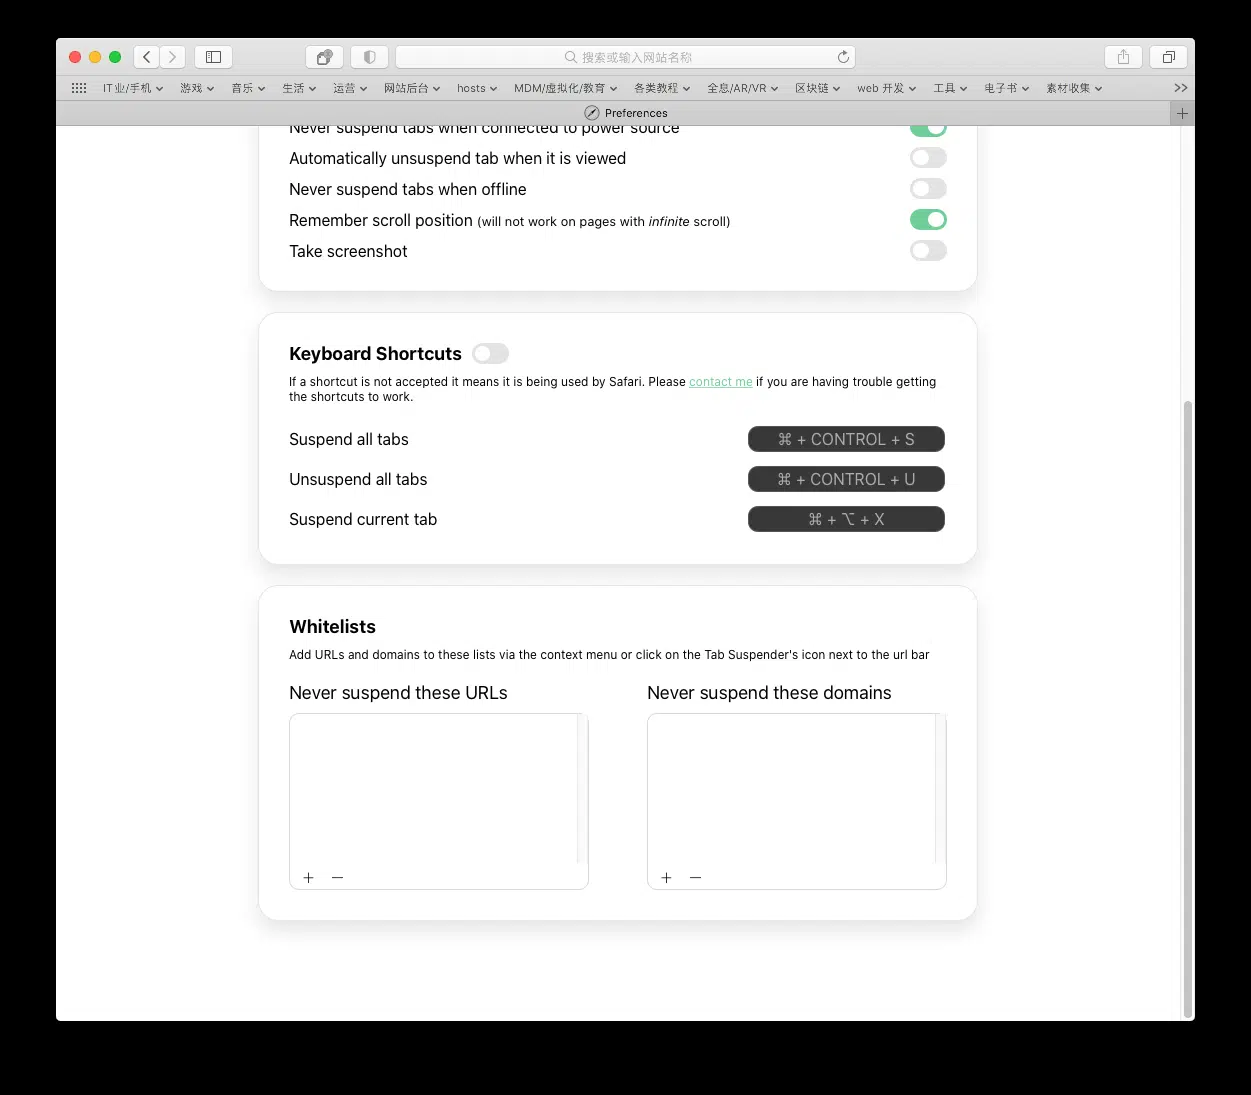 搜索或输入网站名称
IT业/手机 游戏 音乐 生活 运营 网站后台 hosts MDM/虚拟化/教育 各类教程 全息/AR/VR 区块链 web 开发 工具 电子书 素材收集
Preferences
Never suspend tabs when connected to power source
Automatically unsuspend tab when it is viewed
Never suspend tabs when offline
Remember scroll position (will not work on pages with infinite scroll)
Take screenshot
Keyboard Shortcuts
If a shortcut is not accepted it means it is being used by Safari. Please contact me if you are having trouble getting
the shortcuts to work.
Suspend all tabs ⌘ + CONTROL + S
Unsuspend all tabs ⌘ + CONTROL + U
Suspend current tab ⌘ + ⌥ + X
Whitelists
Add URLs and domains to these lists via the context menu or click on the Tab Suspender's icon next to the url bar
Never suspend these URLs Never suspend these domains